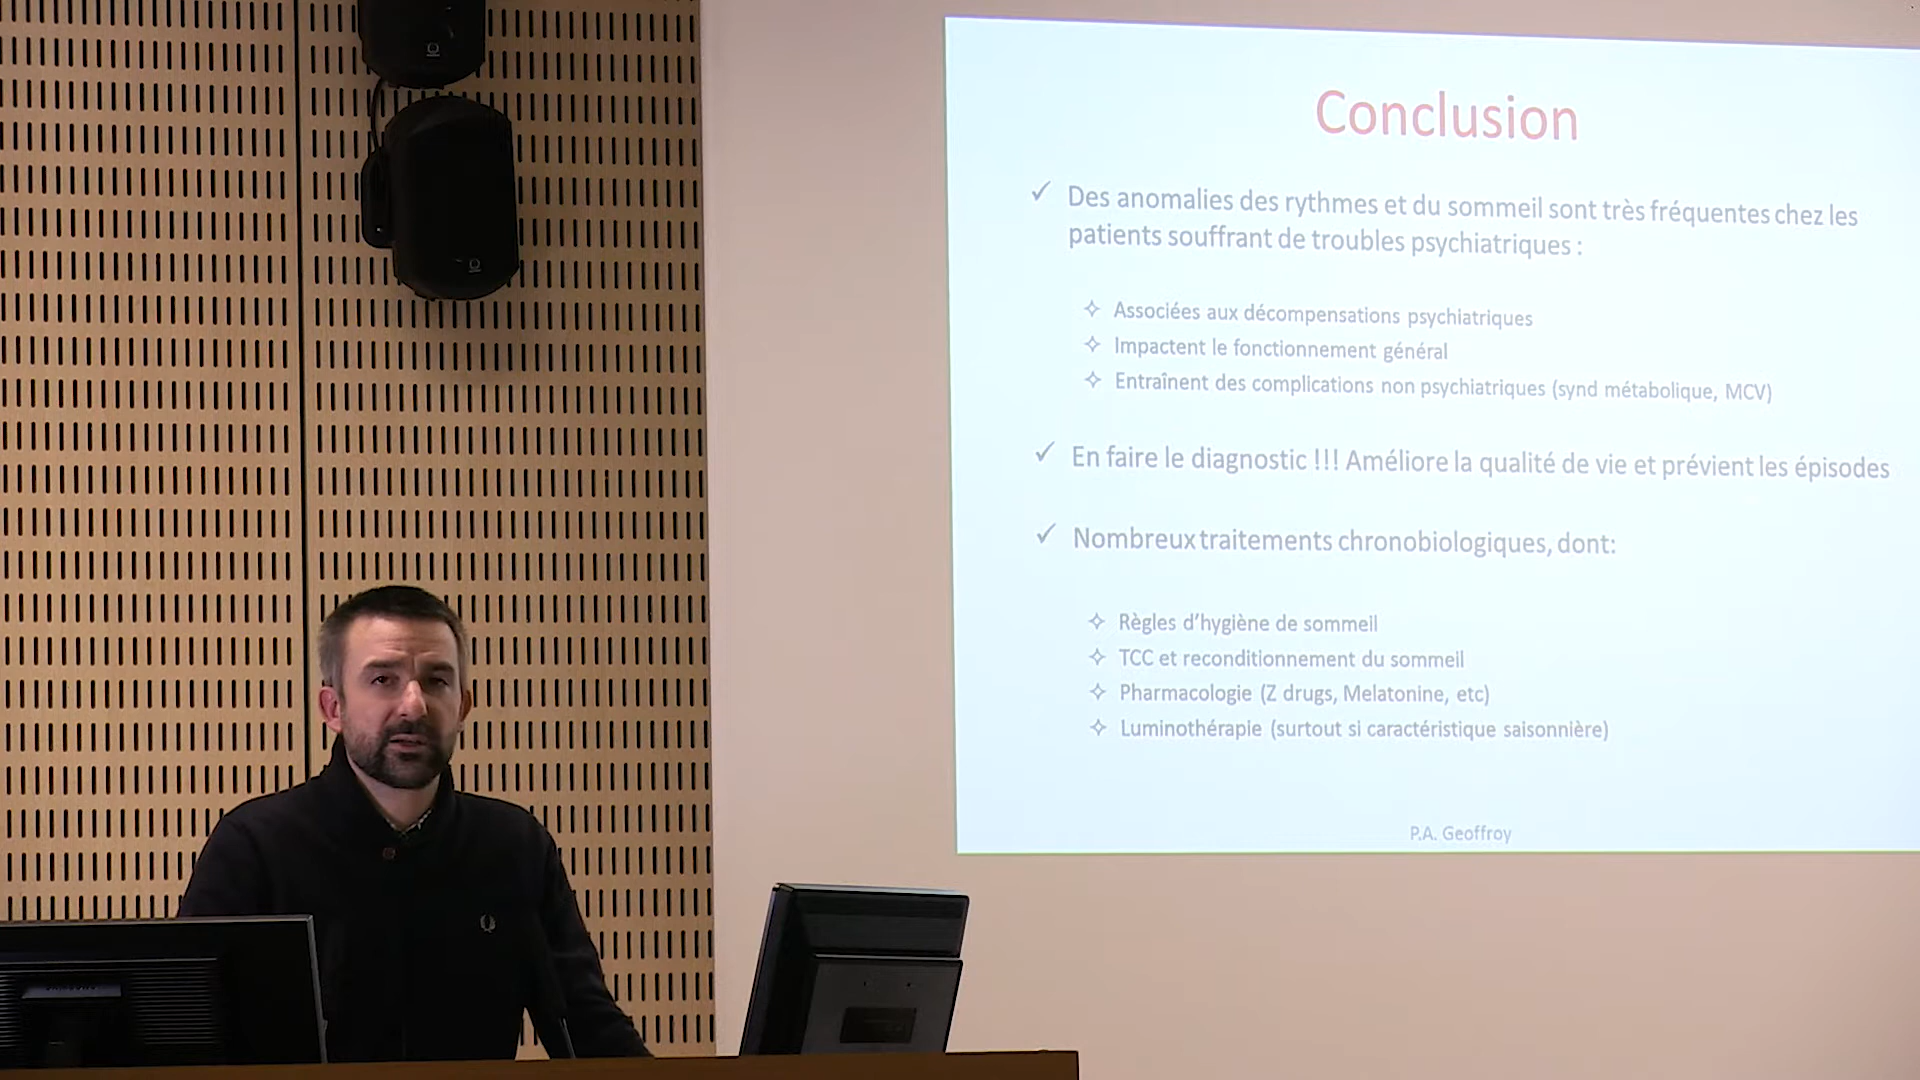 Conclusion
✓ Des anomalies des rythmes et du sommeil sont très fréquentes chez les
patients souffrant de troubles psychiatriques :
✧ Associées aux décompensations psychiatriques
✧ Impactent le fonctionnement général
✧ Entraînent des complications non psychiatriques (synd métabolique, MCV)
✓ En faire le diagnostic !!! Améliore la qualité de vie et prévient les épisodes
✓ Nombreux traitements chronobiologiques, dont:
✧ Règles d’hygiène de sommeil
✧ TCC et reconditionnement du sommeil
✧ Pharmacologie (Z drugs, Melatonine, etc)
✧ Luminothérapie (surtout si caractéristique saisonnière)
P.A. Geoffroy
SAMSUNG